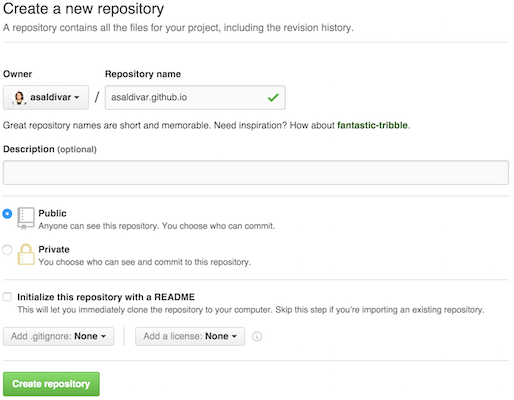 Create a new repository
A repository contains all the files for your project, including the revision history.
Owner Repository name
asaldivar / asaldivar.github.io
Great repository names are short and memorable. Need inspiration? How about fantastic-tribble.
Description (optional)
Public
Anyone can see this repository. You choose who can commit.
Private
You choose who can see and commit to this repository.
Initialize this repository with a README
This will let you immediately clone the repository to your computer. Skip this step if you're importing an existing repository.
Add .gitignore: None Add a license: None
Create repository